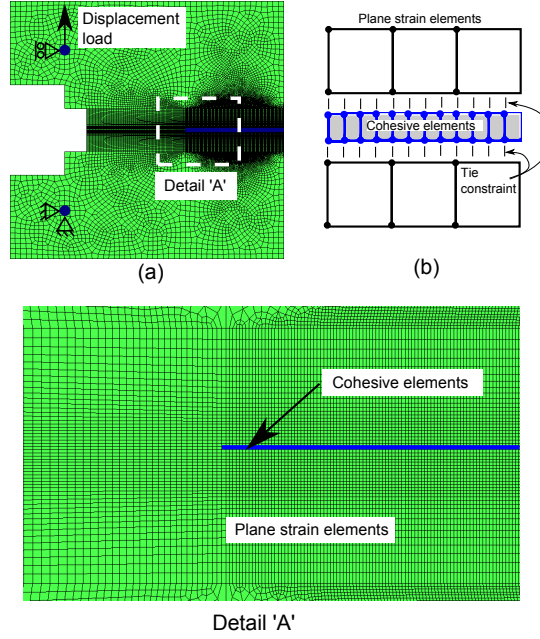 Displacement
load
Detail 'A'
(a)
Plane strain elements
Cohesive elements
Tie
constraint
(b)
Cohesive elements
Plane strain elements
Detail 'A'